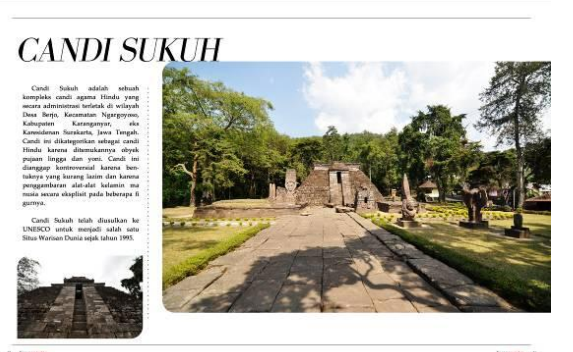 CANDI SUKUH
Candi Sukuh adalah sebuah
kompleks candi agama Hindu yang
secara administrasi terletak di wilayah
Desa Berjo, Kecamatan Ngargoyoso,
Kabupaten Karanganyar, eks
Karesidenan Surakarta, Jawa Tengah.
Candi ini dikategorikan sebagai candi
Hindu karena ditemukannya obyek
pujaan lingga dan yoni. Candi ini
dianggap kontroversial karena ben-
tuknya yang kurang lazim dan karena
penggambaran alat-alat kelamin ma
nusia secara eksplisit pada beberapa fi
gurnya.
Candi Sukuh telah diusulkan ke
UNESCO untuk menjadi salah satu
Situs Warisan Dunia sejak tahun 1995.